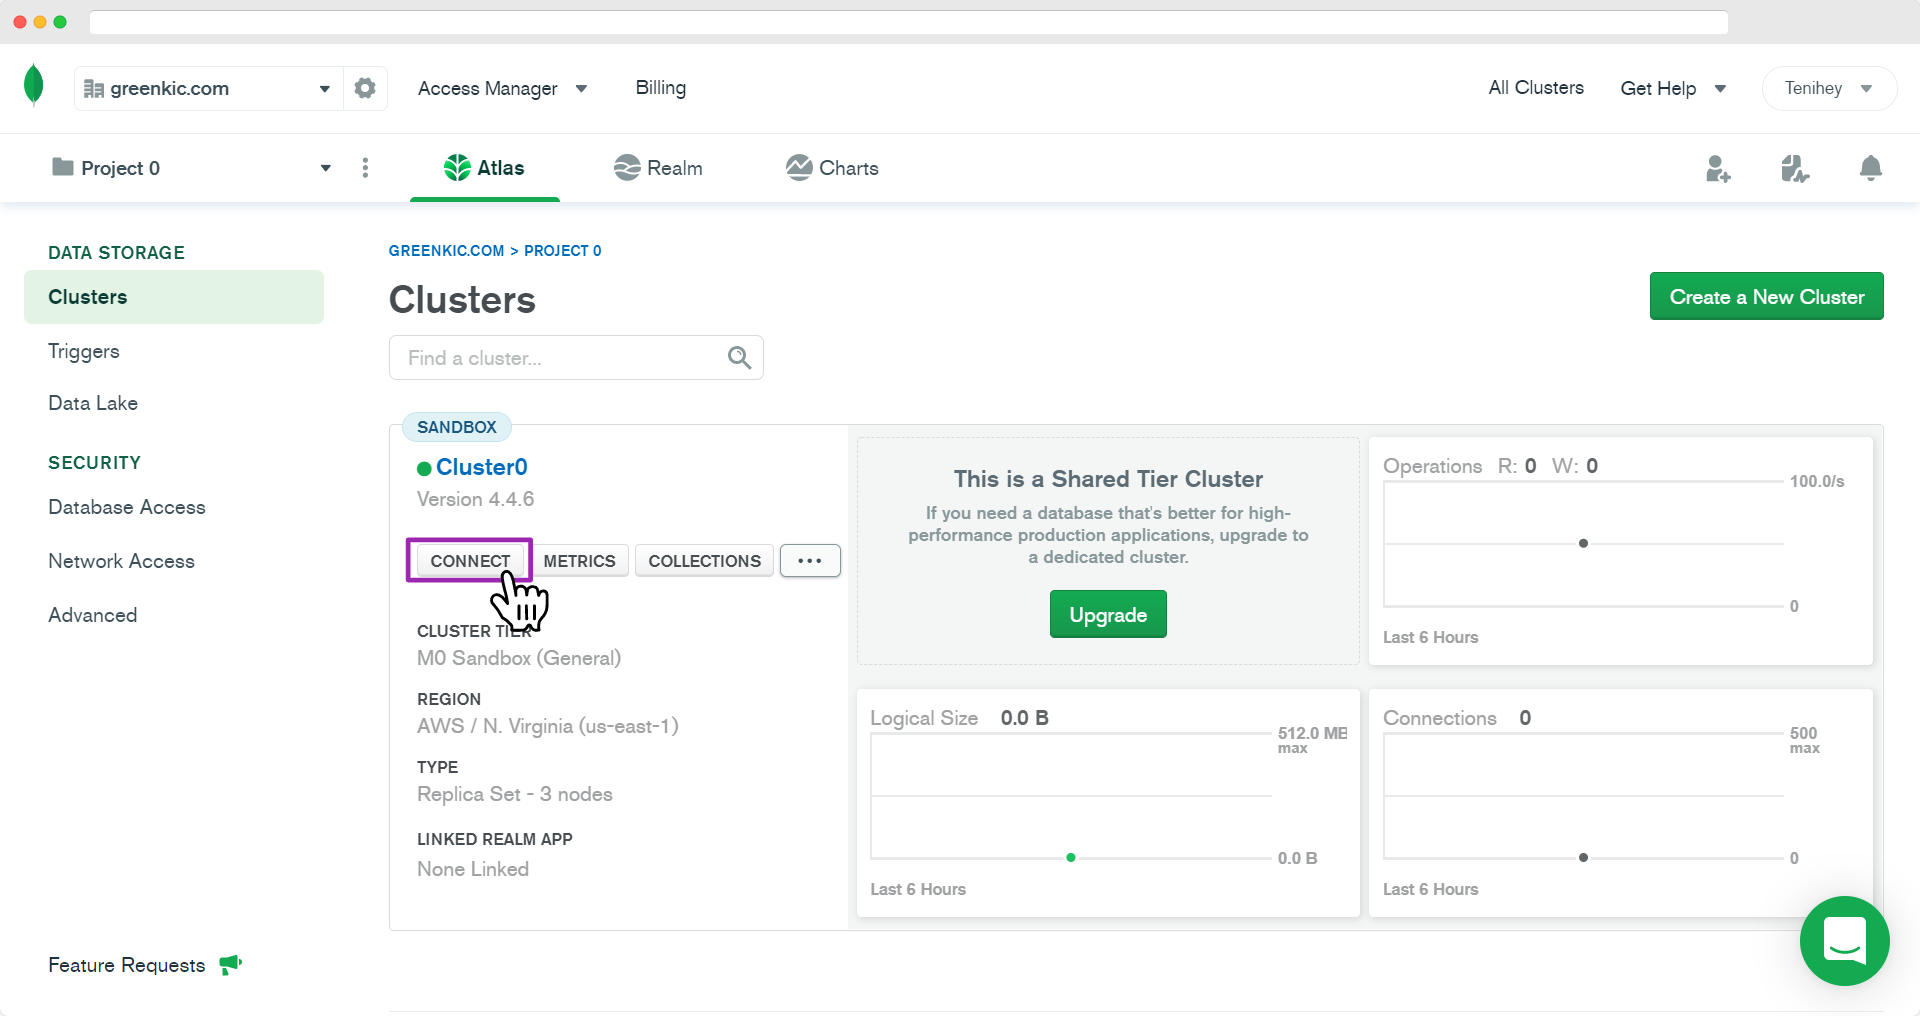 greenkic.com
Access Manager
Billing
All Clusters
Get Help
Tenihey
Project 0
Atlas
Realm
Charts
DATA STORAGE
Clusters
Triggers
Data Lake
SECURITY
Database Access
Network Access
Advanced
Feature Requests
GREENKIC.COM > PROJECT 0
Clusters
Create a New Cluster
Find a cluster...
SANDBOX
Cluster0
Version 4.4.6
CONNECT
METRICS
COLLECTIONS
...
CLUSTER TIER
M0 Sandbox (General)
REGION
AWS / N. Virginia (us-east-1)
TYPE
Replica Set - 3 nodes
LINKED REALM APP
None Linked
This is a Shared Tier Cluster
If you need a database that's better for high-
performance production applications, upgrade to
a dedicated cluster.
Upgrade
Operations R: 0 W: 0
100.0/s
0
Last 6 Hours
Logical Size 0.0 B
512.0 MB
max
0.0 B
Last 6 Hours
Connections 0
500
max
0
Last 6 Hours